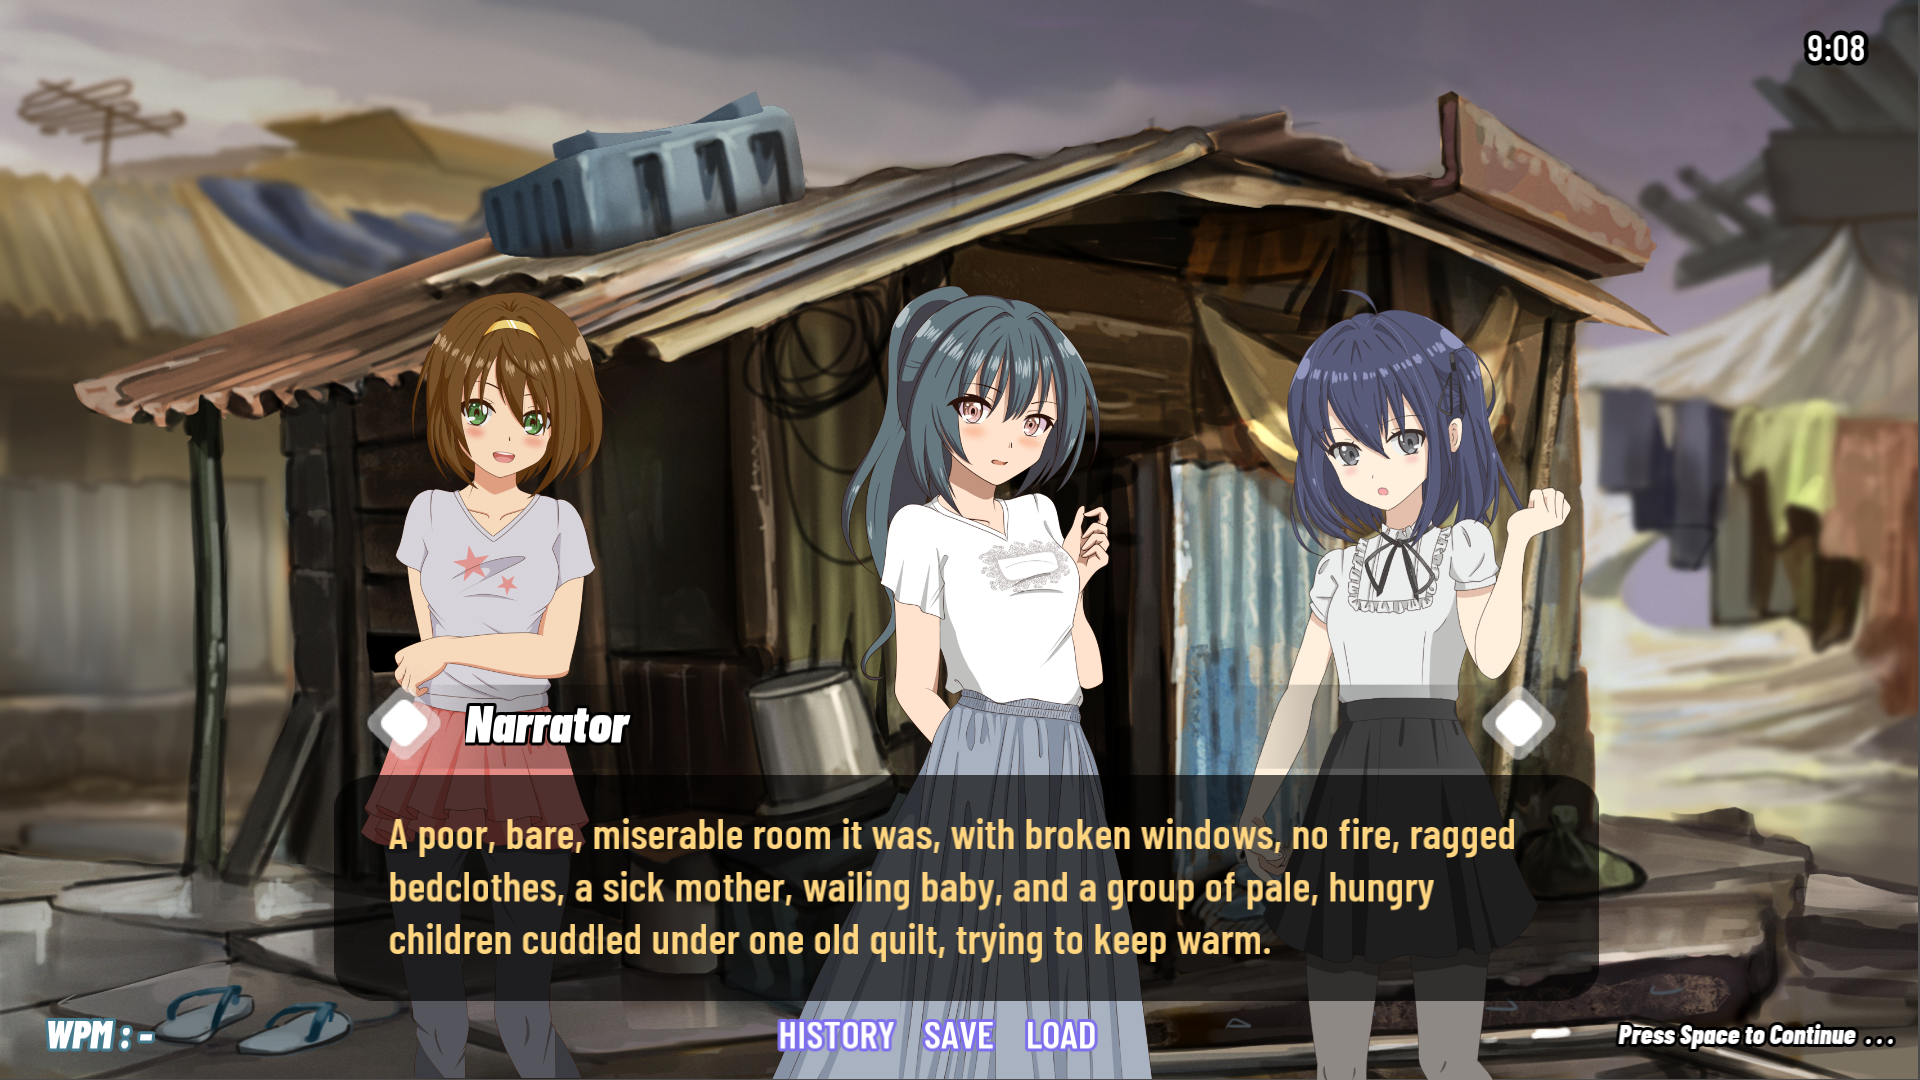 9:08
Narrator
A poor, bare, miserable room it was, with broken windows, no fire, ragged
bedclothes, a sick mother, wailing baby, and a group of pale, hungry
children cuddled under one old quilt, trying to keep warm.
WPM : -
HISTORY SAVE LOAD
Press Space to Continue . . .